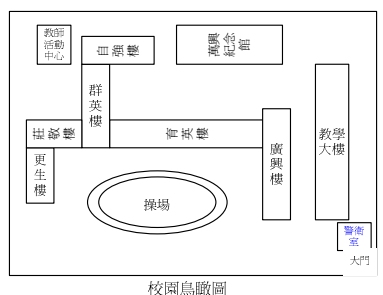 教師
活動
中心
自強樓
萬興
紀念
館
群英樓
莊敬樓
育英樓
教學
大樓
廣興樓
更生樓
操場
警衛
室
大門
校園鳥瞰圖